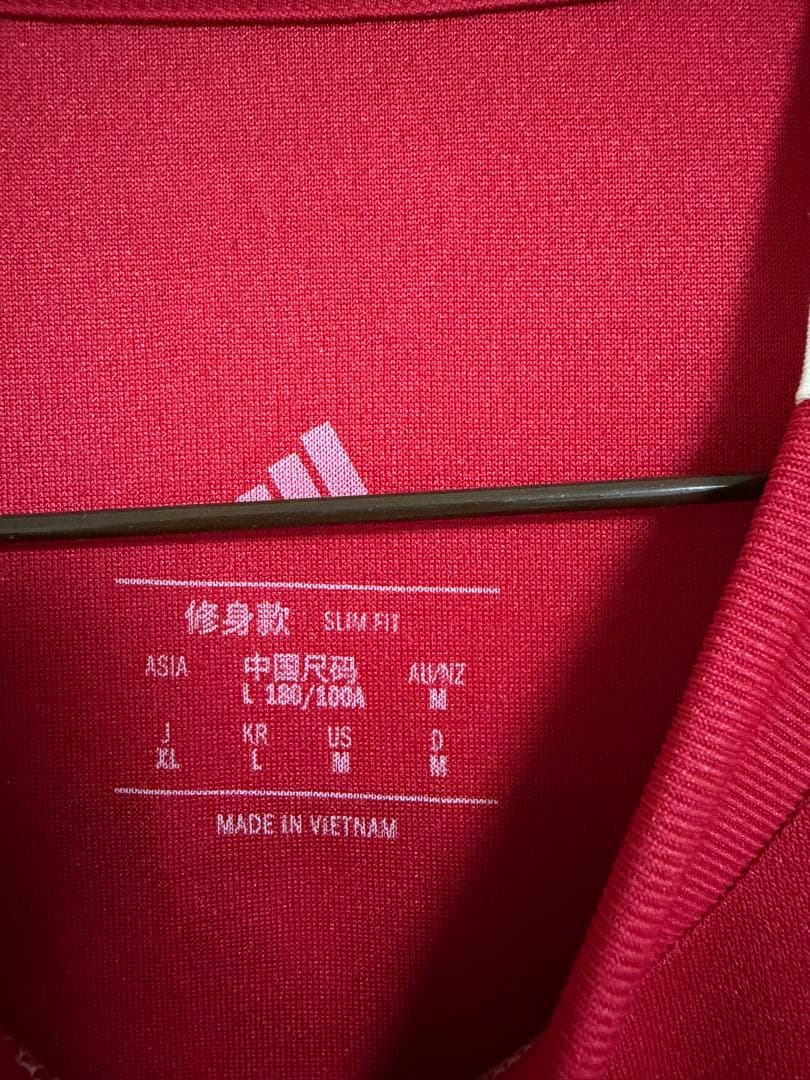 修身款 SLIM FIT
ASIA 中国尺码 AU/NZ
L 180/100A M
J KR US D
XL L M M
MADE IN VIETNAM